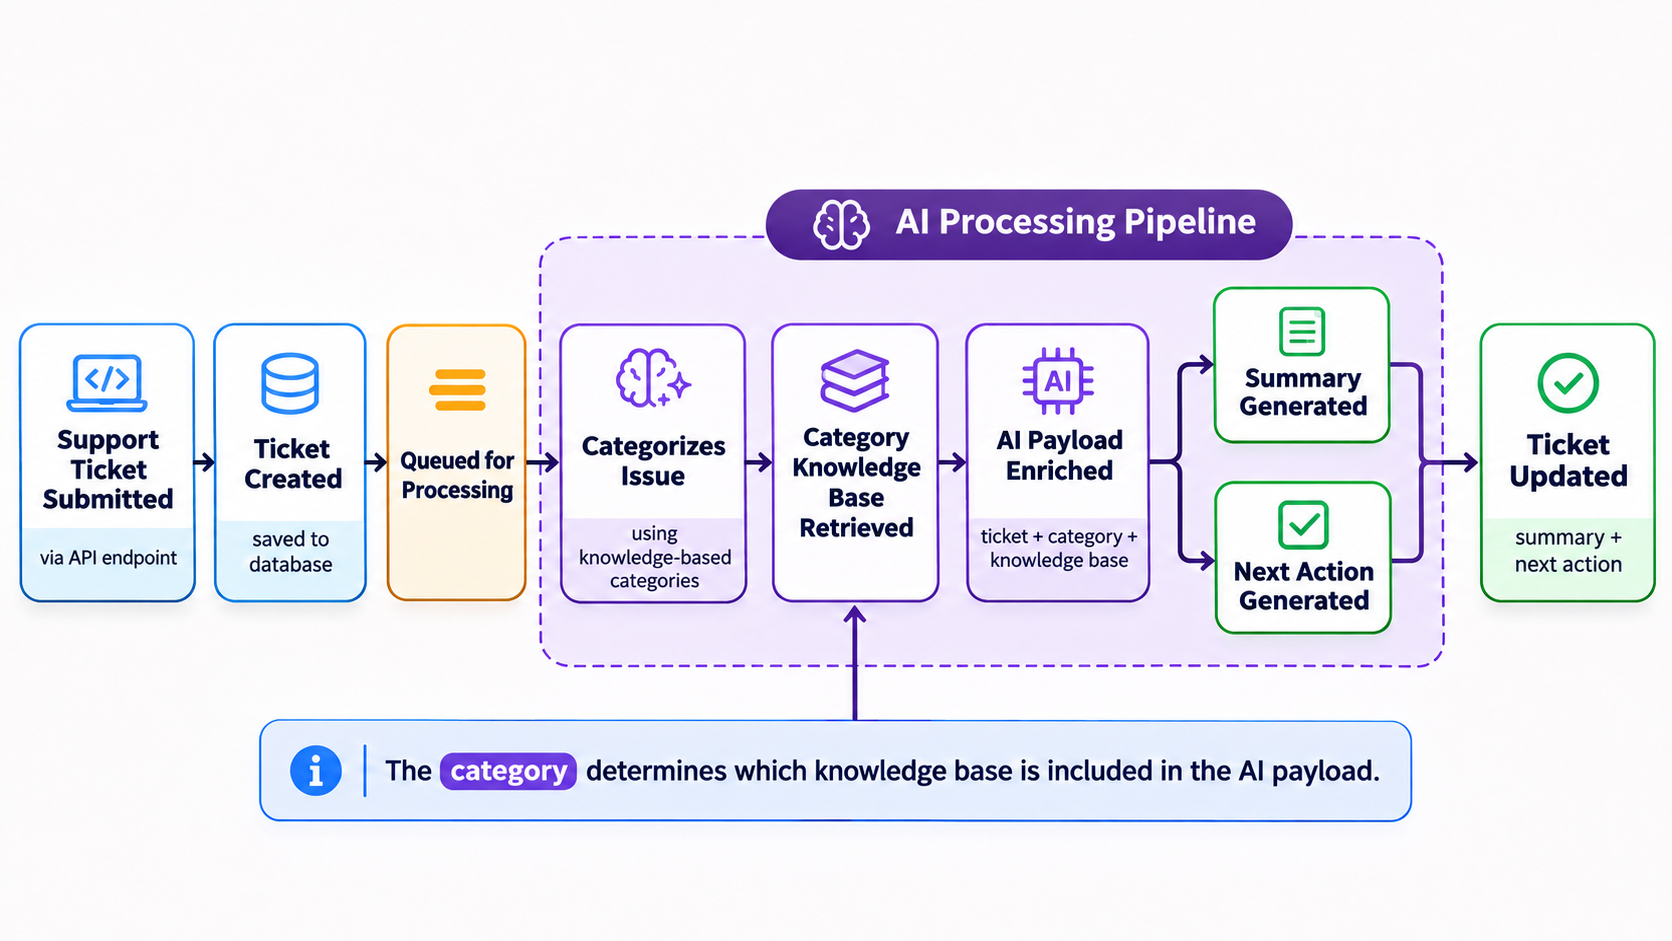 AI Processing Pipeline
</>
Support
Ticket
Submitted
via API endpoint
Ticket
Created
saved to
database
Queued for
Processing
Categorizes
Issue
using
knowledge-based
categories
Category
Knowledge
Base
Retrieved
AI
AI Payload
Enriched
ticket + category +
knowledge base
Summary
Generated
Next Action
Generated
Ticket
Updated
summary +
next action
i
The category determines which knowledge base is included in the AI payload.